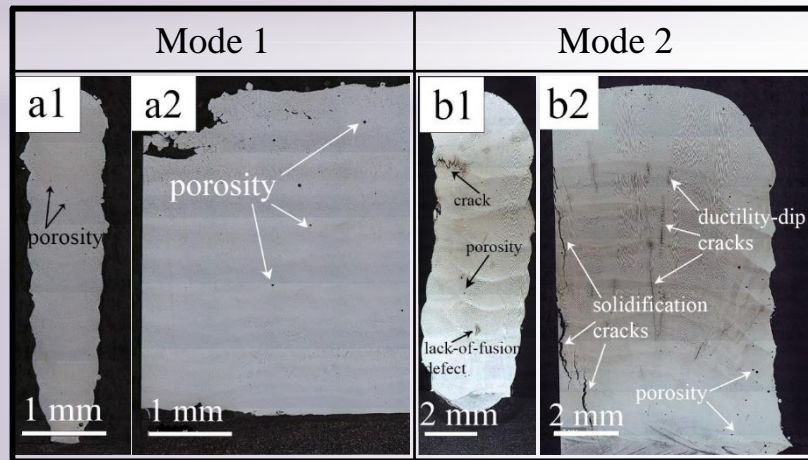 Mode 1
Mode 2
a1
porosity
1 mm
a2
porosity
1 mm
b1
crack
porosity
lack-of-fusion
defect
2 mm
b2
ductility-dip
cracks
solidification
cracks
porosity
2 mm